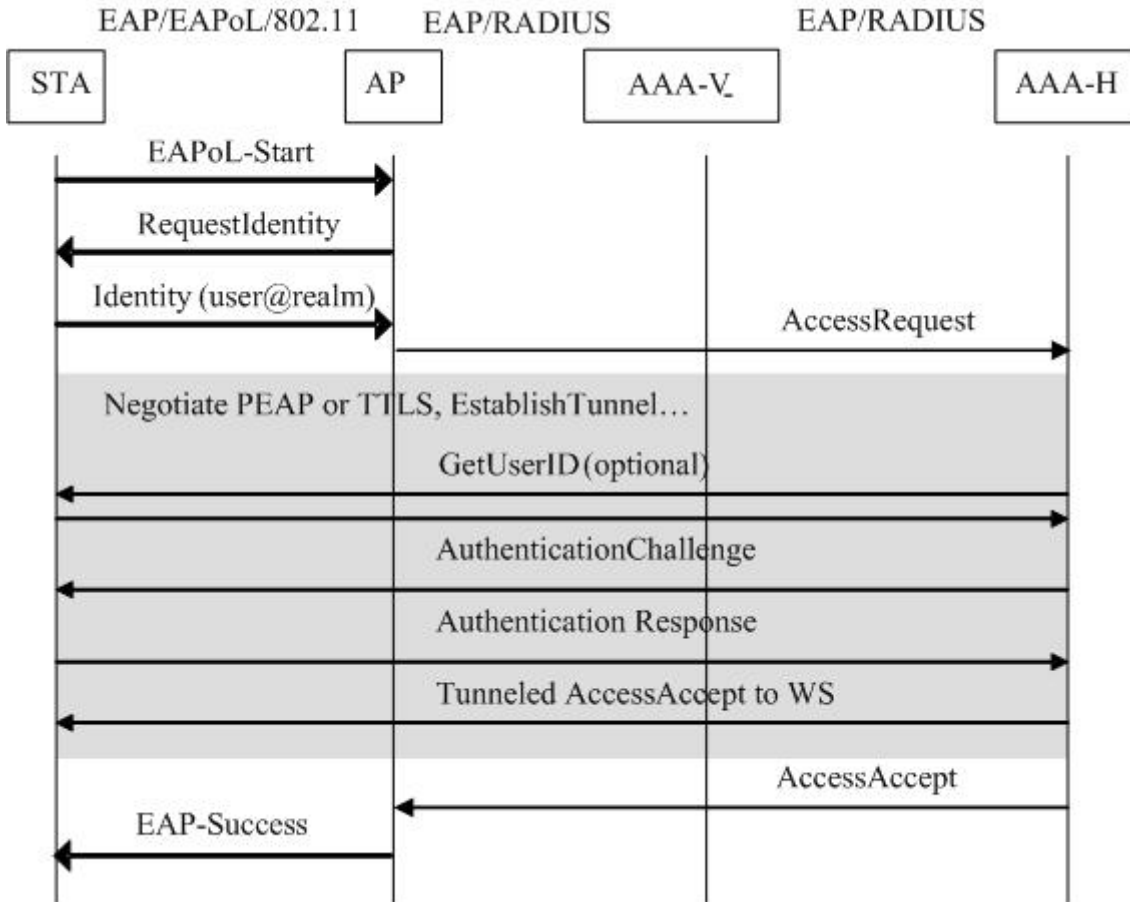 EAP/EAPoL/802.11 EAP/RADIUS EAP/RADIUS
STA AP AAA-V_ AAA-H
EAPoL-Start
RequestIdentity
Identity (user@realm)
AccessRequest
Negotiate PEAP or TTLS, EstablishTunnel…
GetUserID (optional)
AuthenticationChallenge
Authentication Response
Tunneled AccessAccept to WS
AccessAccept
EAP-Success